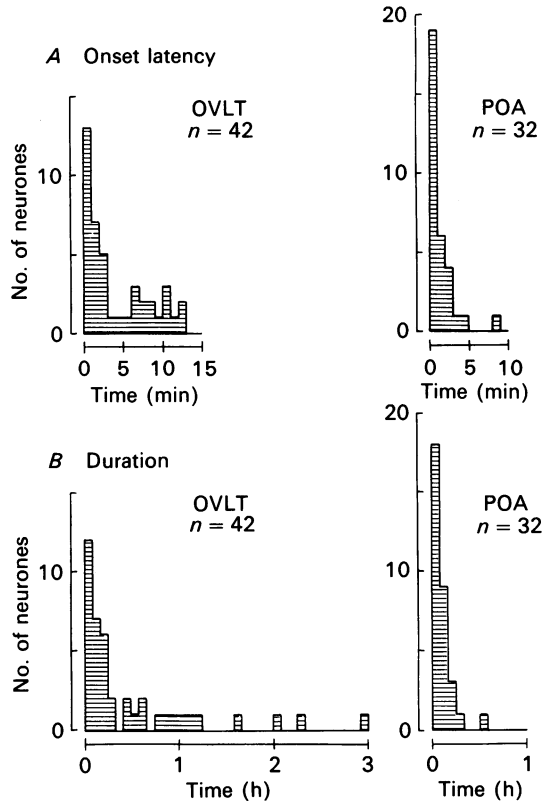 A Onset latency
OVLT
n = 42
No. of neurones
10
0
0 5 10 15
Time (min)
20
POA
n = 32
10
0
0 5 10
Time (min)
B Duration
OVLT
n = 42
No. of neurones
10
0
0 1 2 3
Time (h)
20
POA
n = 32
10
0
0 1
Time (h)